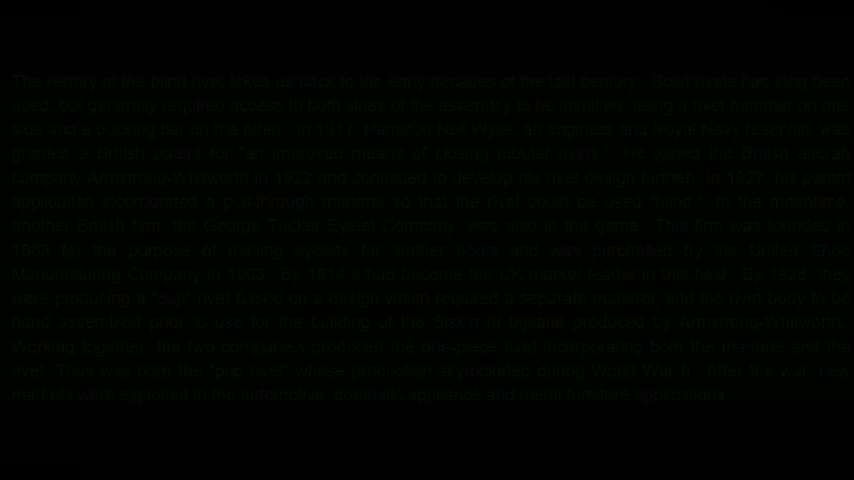 The history of the blind rivet takes us back to the early decades of the last century. Solid rivets had long been
used, but generally required access to both sides of the assembly to be installed, using a rivet hammer on one
side and a bucking bar on the other. In 1917, Hamilton Neil Wylie, an engineer and Royal Navy reservist, was
granted a British patent for "an improved means of closing tubular rivets." He joined the British aircraft
company Armstrong-Whitworth in 1922 and continued to develop his rivet design further. In 1927, his patent
application incorporated a pull-through mandrel so that the rivet could be used "blind." In the meantime,
another British firm, the George Tucker Eyelet Company, was also in the game. This firm was founded in
1868 for the purpose of making eyelets for leather boots and was purchased by the United Shoe
Manufacturing Company in 1903. By 1914 it had become the UK market leader in this field. By 1928, they
were producing a "cup" rivet based on a design which required a separate mandrel, and the rivet body to be
hand assembled prior to use for the building of the Siskin III biplane produced by Armstrong-Whitworth.
Working together, the two companies produced the one-piece rivet incorporating both the mandrel and the
rivet. Thus was born the "pop rivet" whose production skyrocketed during World War II. After the war, new
markets were exploited in the automotive, domestic appliance and metal furniture applications.